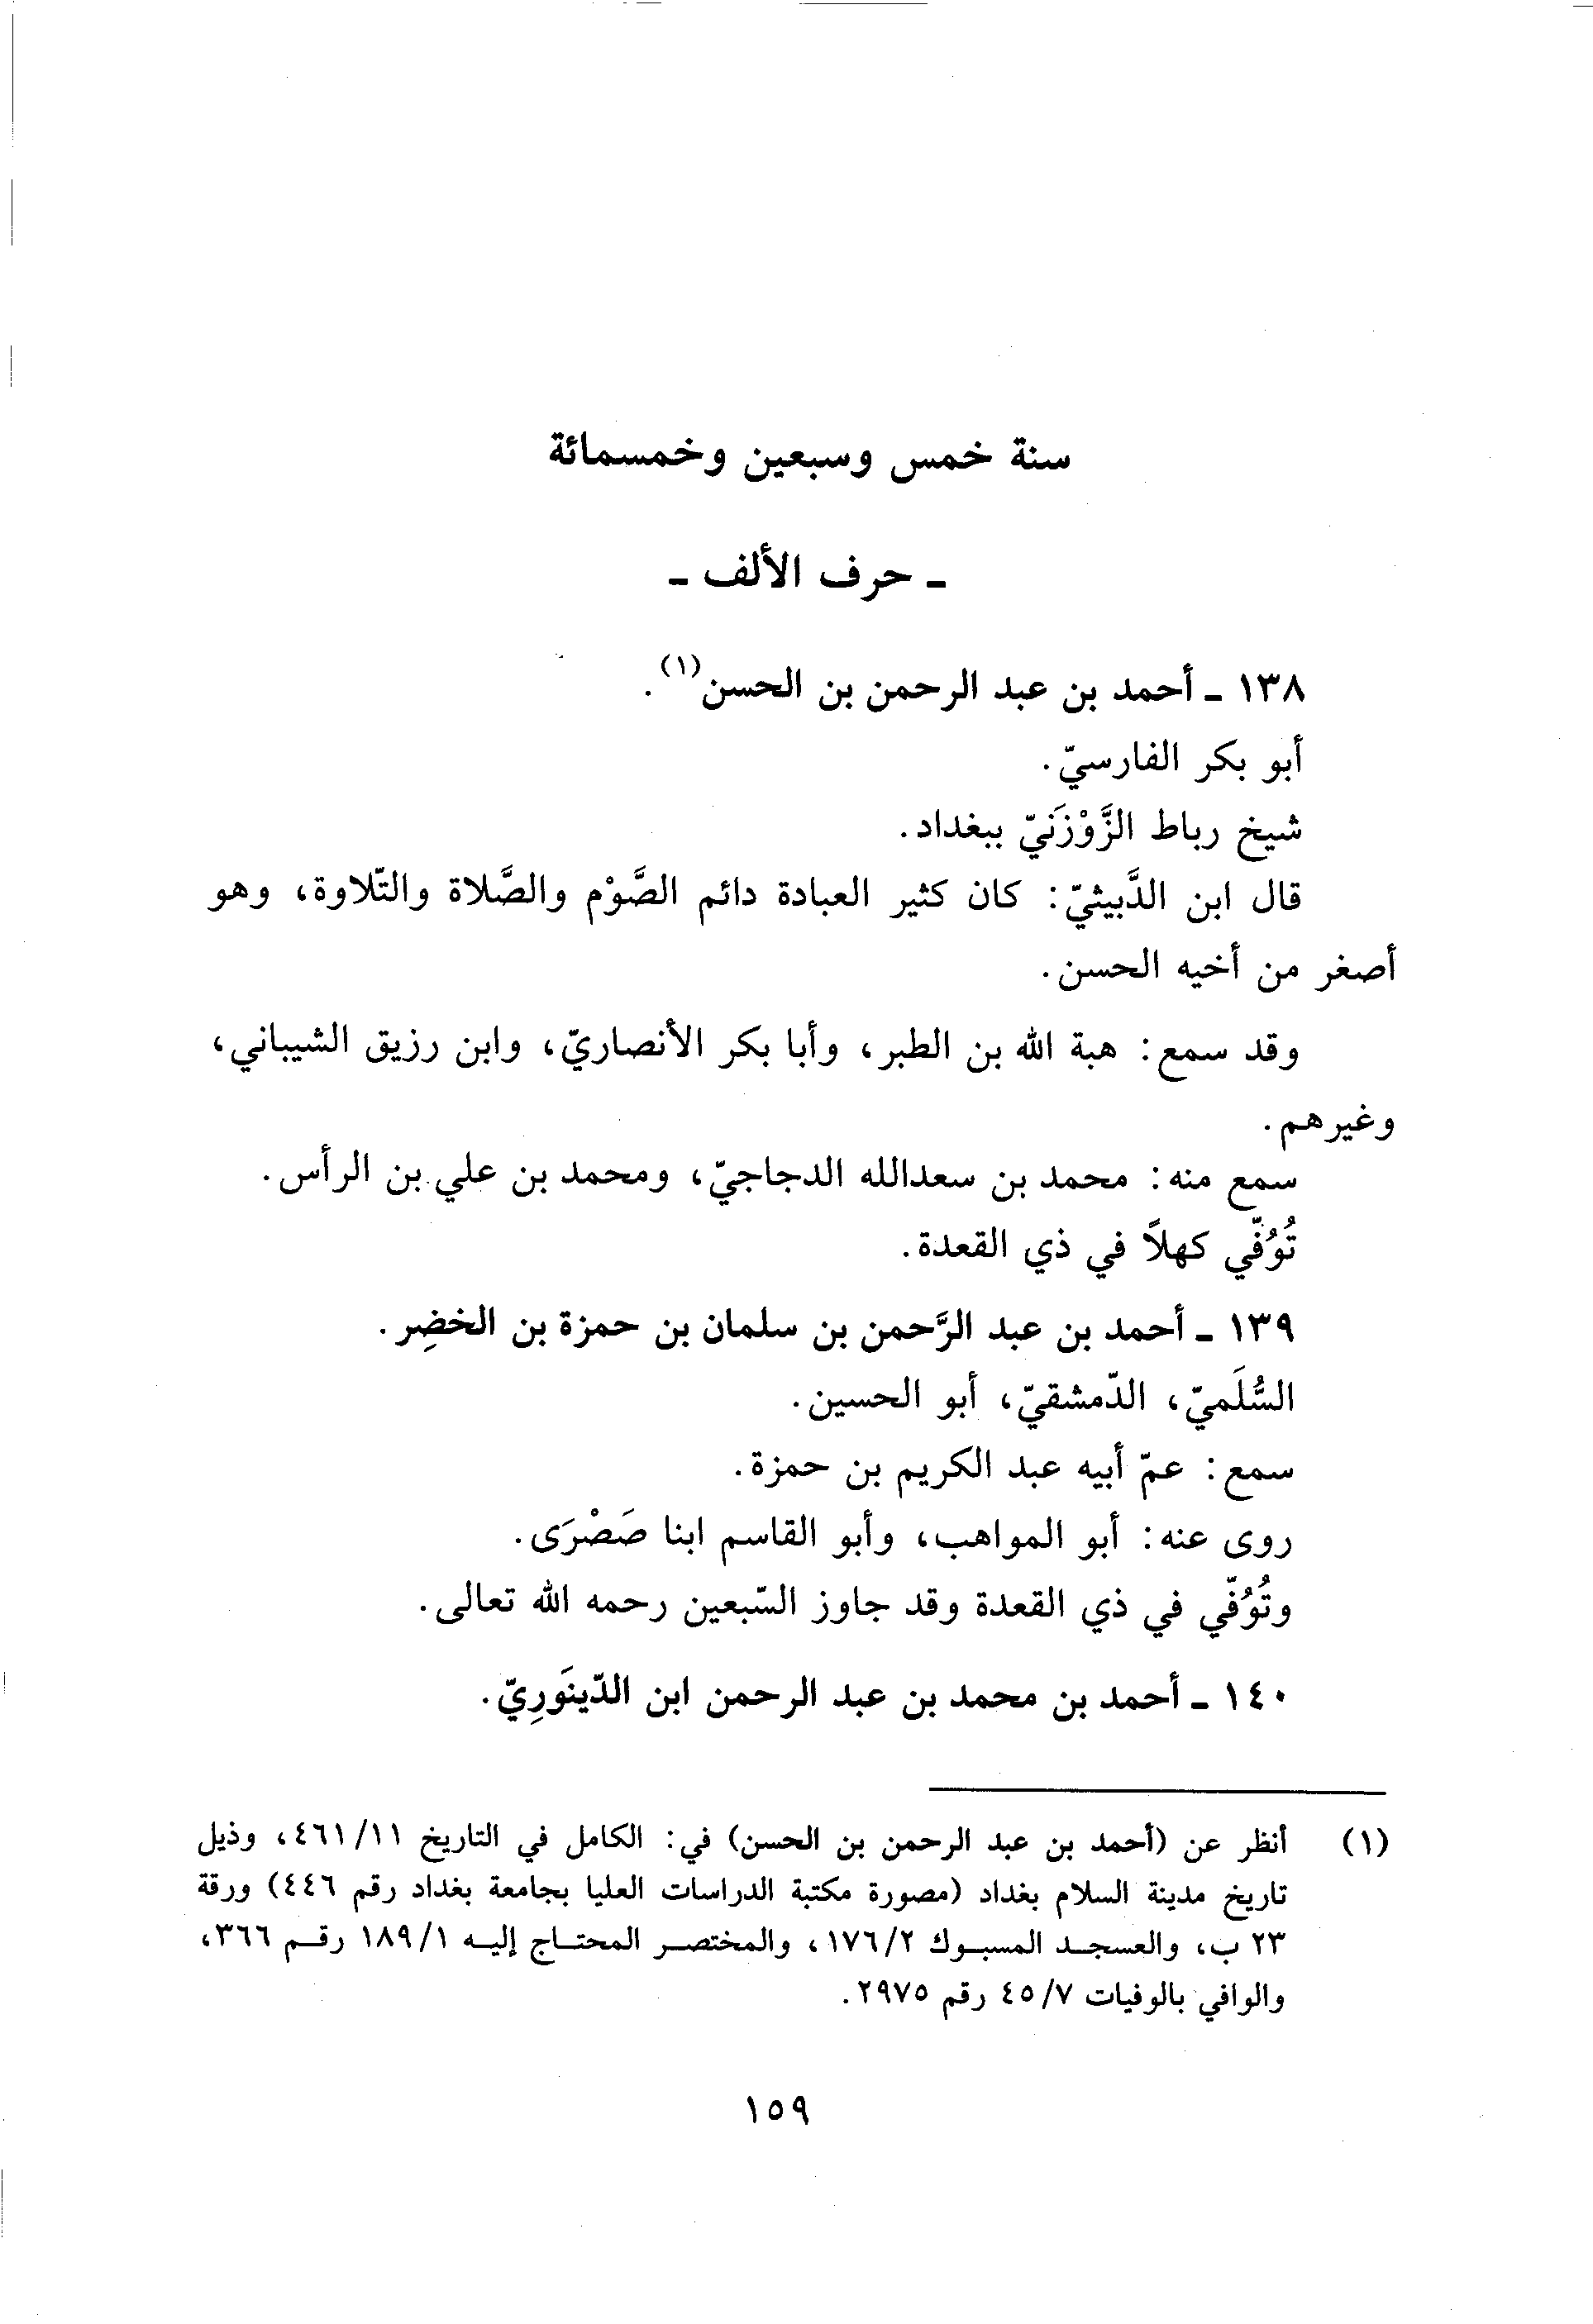 سنة خمس وسبعين وخمسمائة
ـ حرف الألف ـ
١٣٨ ـ أحمد بن عبد الرحمن بن الحسن(١).
أبو بكر الفارسيّ.
شيخ رباط الزَّوْزَنيّ ببغداد.
قال ابن الدَّبيثيّ: كان كثير العبادة دائم الصَّوْم والصَّلاة والتّلاوة، وهو
أصغر من أخيه الحسن.
وقد سمع: هبة الله بن الطبر، وأبا بكر الأنصاريّ، وابن رزيق الشيباني،
وغيرهم.
سمع منه: محمد بن سعدالله الدجاجيّ، ومحمد بن علي بن الرأس.
تُوُفّي كهلاً في ذي القعدة.
١٣٩ ـ أحمد بن عبد الرَّحمن بن سلمان بن حمزة بن الخضِر.
السُّلَميّ، الدّمشقيّ، أبو الحسين.
سمع: عمّ أبيه عبد الكريم بن حمزة.
روى عنه: أبو المواهب، وأبو القاسم ابنا صَصْرَى.
وتُوُفّي في ذي القعدة وقد جاوز السّبعين رحمه الله تعالى.
١٤٠ ـ أحمد بن محمد بن عبد الرحمن ابن الدّينَوِريّ.
(١) أنظر عن (أحمد بن عبد الرحمن بن الحسن) في: الكامل في التاريخ ٤٦١/١١، وذيل
تاريخ مدينة السلام بغداد (مصورة مكتبة الدراسات العليا بجامعة بغداد رقم ٤٤٦) ورقة
٢٣ ب، والعسجد المسبوك ١٧٦/٢، والمختصر المحتاج إليه ١٨٩/١ رقم ٣٦٦،
والوافي بالوفيات ٤٥/٧ رقم ٢٩٧٥.
١٥٩